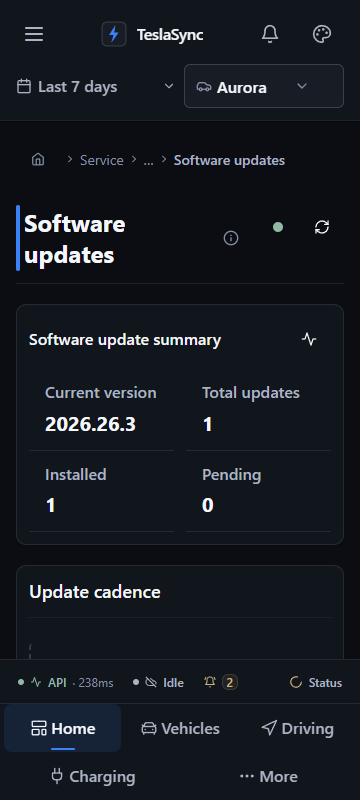 TeslaSync
Last 7 days
Aurora
Service ... Software updates
Software
updates
Software update summary
Current version
2026.26.3
Total updates
1
Installed
1
Pending
0
Update cadence
API · 238ms
Idle
2
Status
Home
Vehicles
Driving
Charging
More